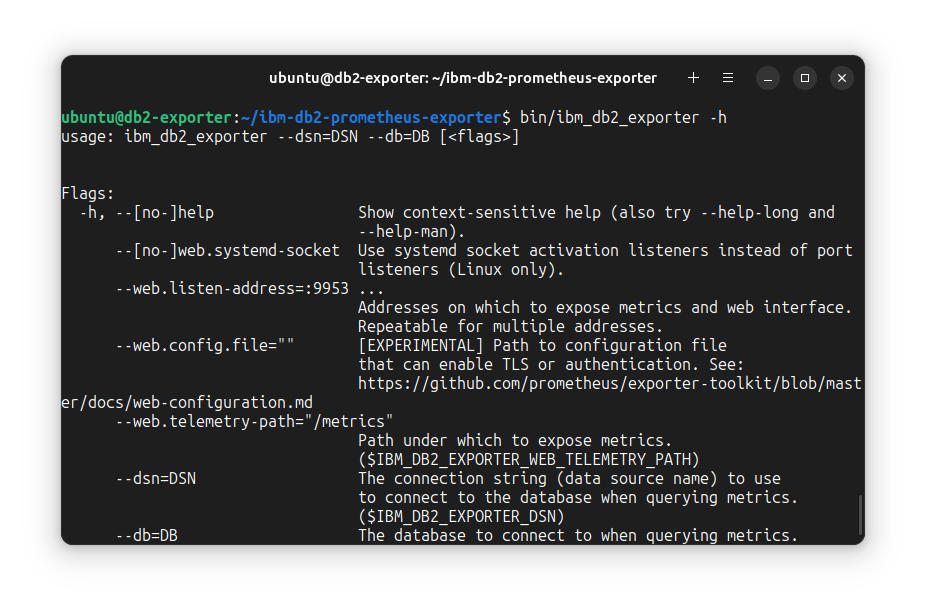 ubuntu@db2-exporter: ~/ibm-db2-prometheus-exporter
ubuntu@db2-exporter:~/ibm-db2-prometheus-exporter$ bin/ibm_db2_exporter -h
usage: ibm_db2_exporter --dsn=DSN --db=DB [<flags>]
Flags:
-h, --[no-]help Show context-sensitive help (also try --help-long and
--help-man).
--[no-]web.systemd-socket Use systemd socket activation listeners instead of port
listeners (Linux only).
--web.listen-address=:9953 ...
Addresses on which to expose metrics and web interface.
Repeatable for multiple addresses.
--web.config.file="" [EXPERIMENTAL] Path to configuration file
that can enable TLS or authentication. See:
https://github.com/prometheus/exporter-toolkit/blob/mast
er/docs/web-configuration.md
--web.telemetry-path="/metrics"
Path under which to expose metrics.
($IBM_DB2_EXPORTER_WEB_TELEMETRY_PATH)
--dsn=DSN The connection string (data source name) to use
to connect to the database when querying metrics.
($IBM_DB2_EXPORTER_DSN)
--db=DB The database to connect to when querying metrics.